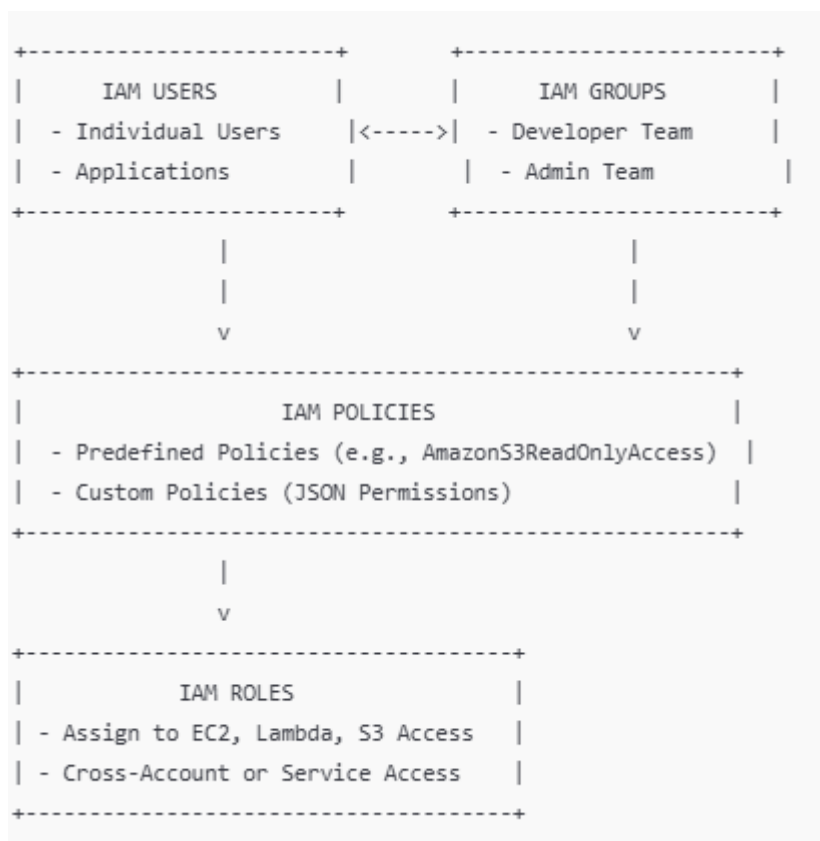 +------------------------+        +------------------------+
|      IAM USERS         |        |      IAM GROUPS        |
|  - Individual Users     |<----->|  - Developer Team      |
|  - Applications         |        |  - Admin Team          |
+------------------------+        +------------------------+
                |                               |
                |                               |
                v                               v
+-------------------------------------------------------+
|                    IAM POLICIES                       |
|  - Predefined Policies (e.g., AmazonS3ReadOnlyAccess)  |
|  - Custom Policies (JSON Permissions)                 |
+-------------------------------------------------------+
                |
                v
+--------------------------------------+
|            IAM ROLES                 |
| - Assign to EC2, Lambda, S3 Access   |
| - Cross-Account or Service Access    |
+--------------------------------------+